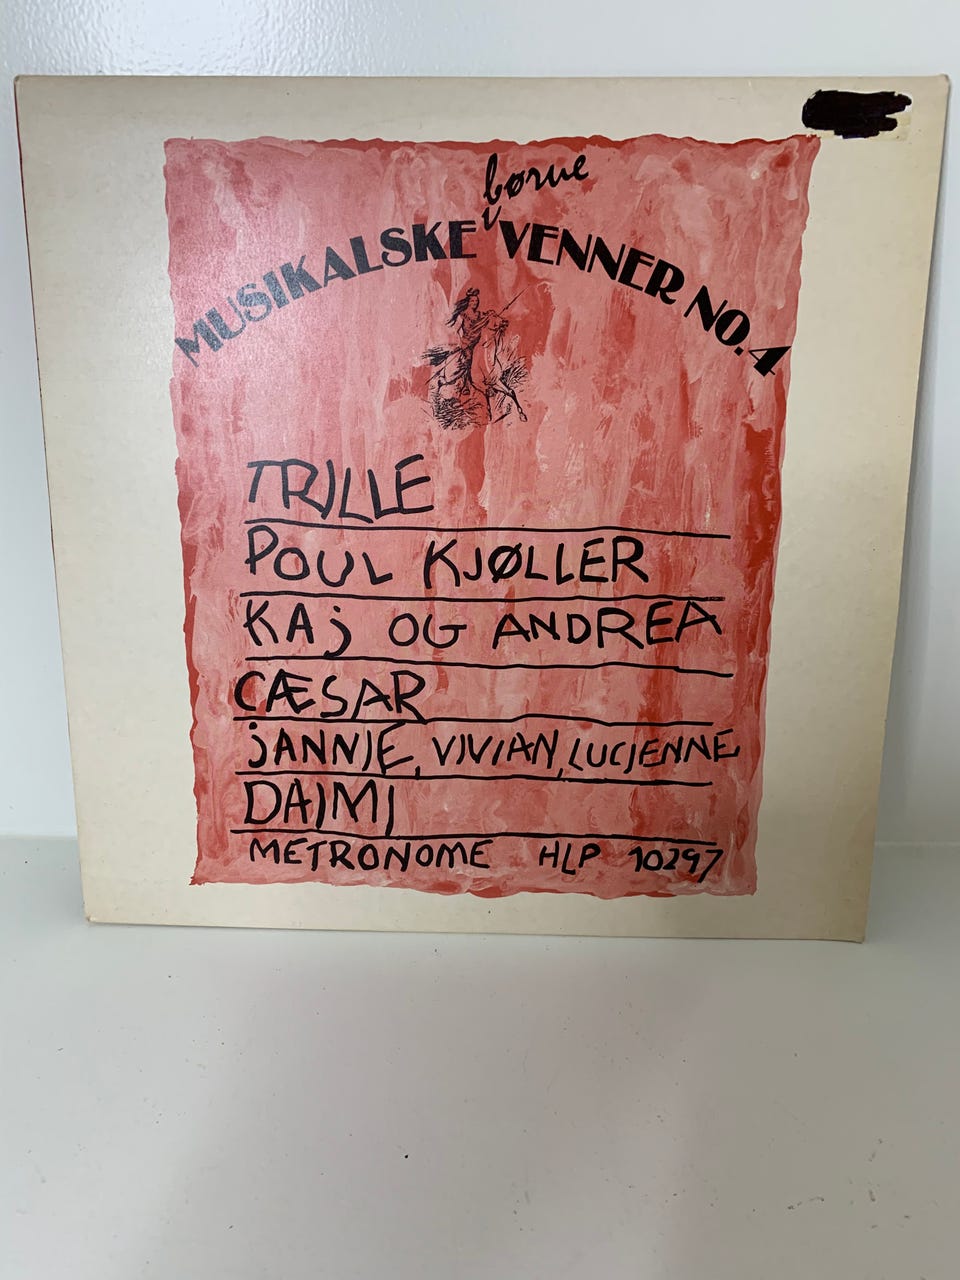 børne
MUSIKALSKE VENNER NO. 4
TRILLE
POUL KJØLLER
KAj OG ANDREA
CÆSAR
jANNIE, VIVIAN, LUCIENNE
DAIMI
METRONOME HLP 10297